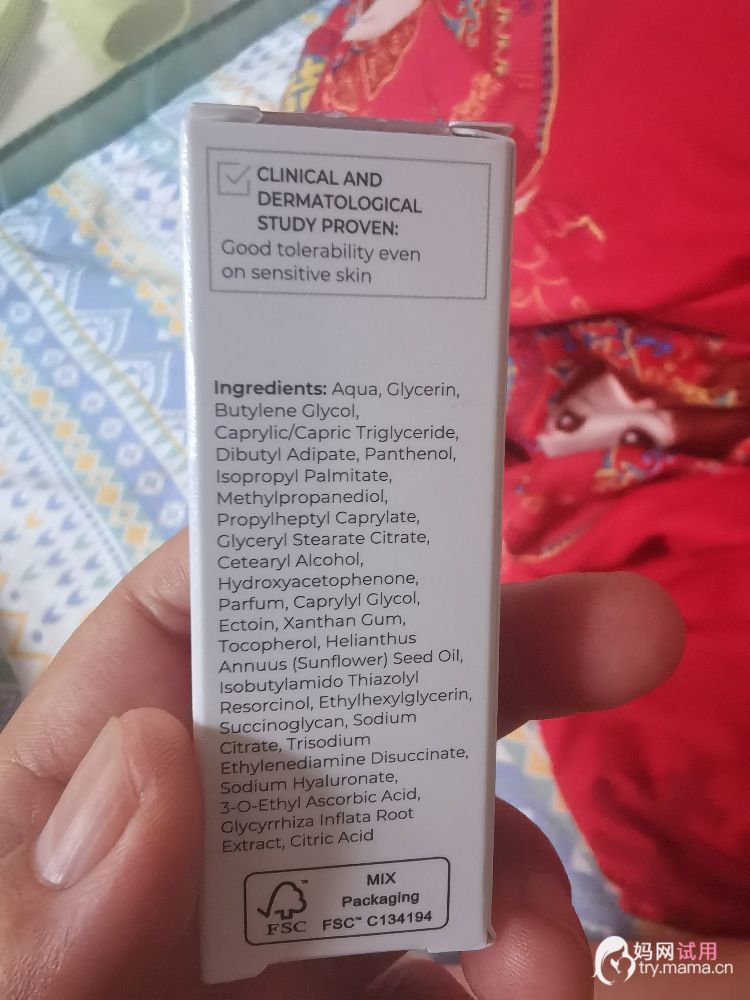 CLINICAL AND
DERMATOLOGICAL
STUDY PROVEN:
Good tolerability even
on sensitive skin
Ingredients: Aqua, Glycerin,
Butylene Glycol,
Caprylic/Capric Triglyceride,
Dibutyl Adipate, Panthenol,
Isopropyl Palmitate,
Methylpropanediol,
Propylheptyl Caprylate,
Glyceryl Stearate Citrate,
Cetearyl Alcohol,
Hydroxyacetophenone,
Parfum, Caprylyl Glycol,
Ectoin, Xanthan Gum,
Tocopherol, Helianthus
Annuus (Sunflower) Seed Oil,
Isobutylamido Thiazolyl
Resorcinol, Ethylhexylglycerin,
Succinoglycan, Sodium
Citrate, Trisodium
Ethylenediamine Disuccinate,
Sodium Hyaluronate,
3-O-Ethyl Ascorbic Acid,
Glycyrrhiza Inflata Root
Extract, Citric Acid
FSC™
MIX
Packaging
FSC™ C134194
妈网试用
try.mama.cn